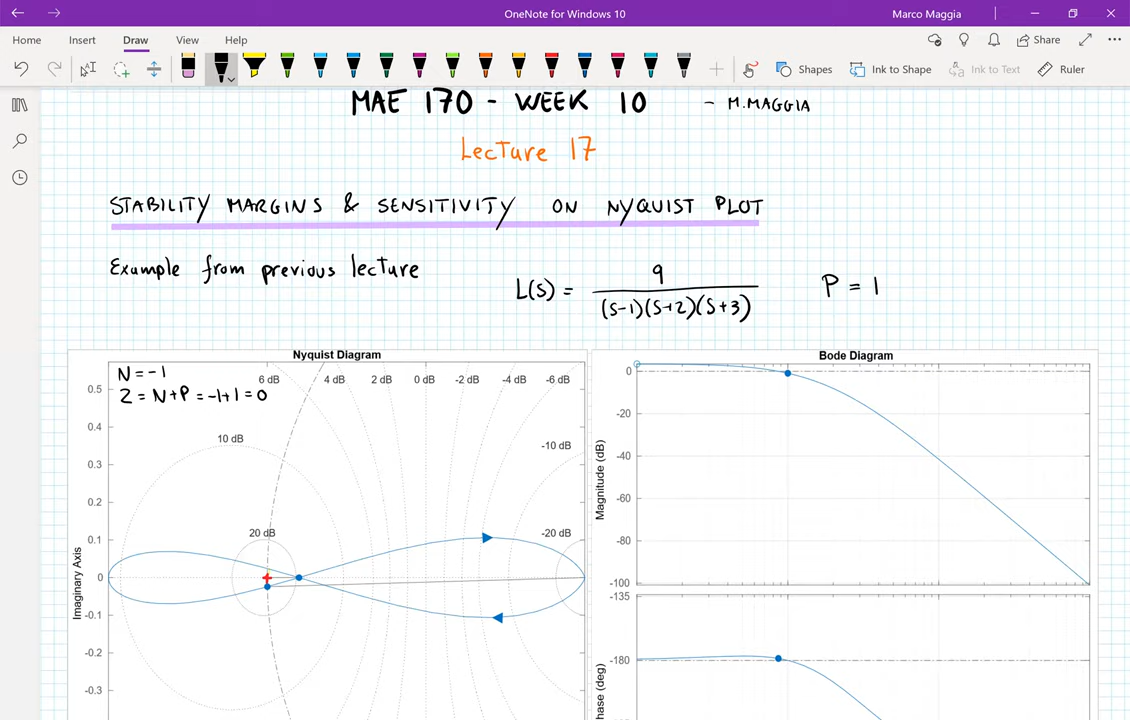 OneNote for Windows 10
Marco Maggia
Home Insert Draw View Help
Share
Shapes Ink to Shape Ink to Text Ruler
MAE 170 - WEEK 10 - M.MAGGIA
Lecture 17
STABILITY MARGINS & SENSITIVITY ON NYQUIST PLOT
Example from previous lecture
L(s) = 9 / (s-1)(s+2)(s+3)
P = 1
Nyquist Diagram
N = -1
Z = N+P = -1+1 = 0
6 dB 4 dB 2 dB 0 dB -2 dB -4 dB -6 dB
10 dB -10 dB
20 dB -20 dB
0.5
0.4
0.3
0.2
0.1
0
-0.1
-0.2
-0.3
Imaginary Axis
Bode Diagram
0
-20
-40
-60
-80
-100
Magnitude (dB)
-135
-180
hase (deg)